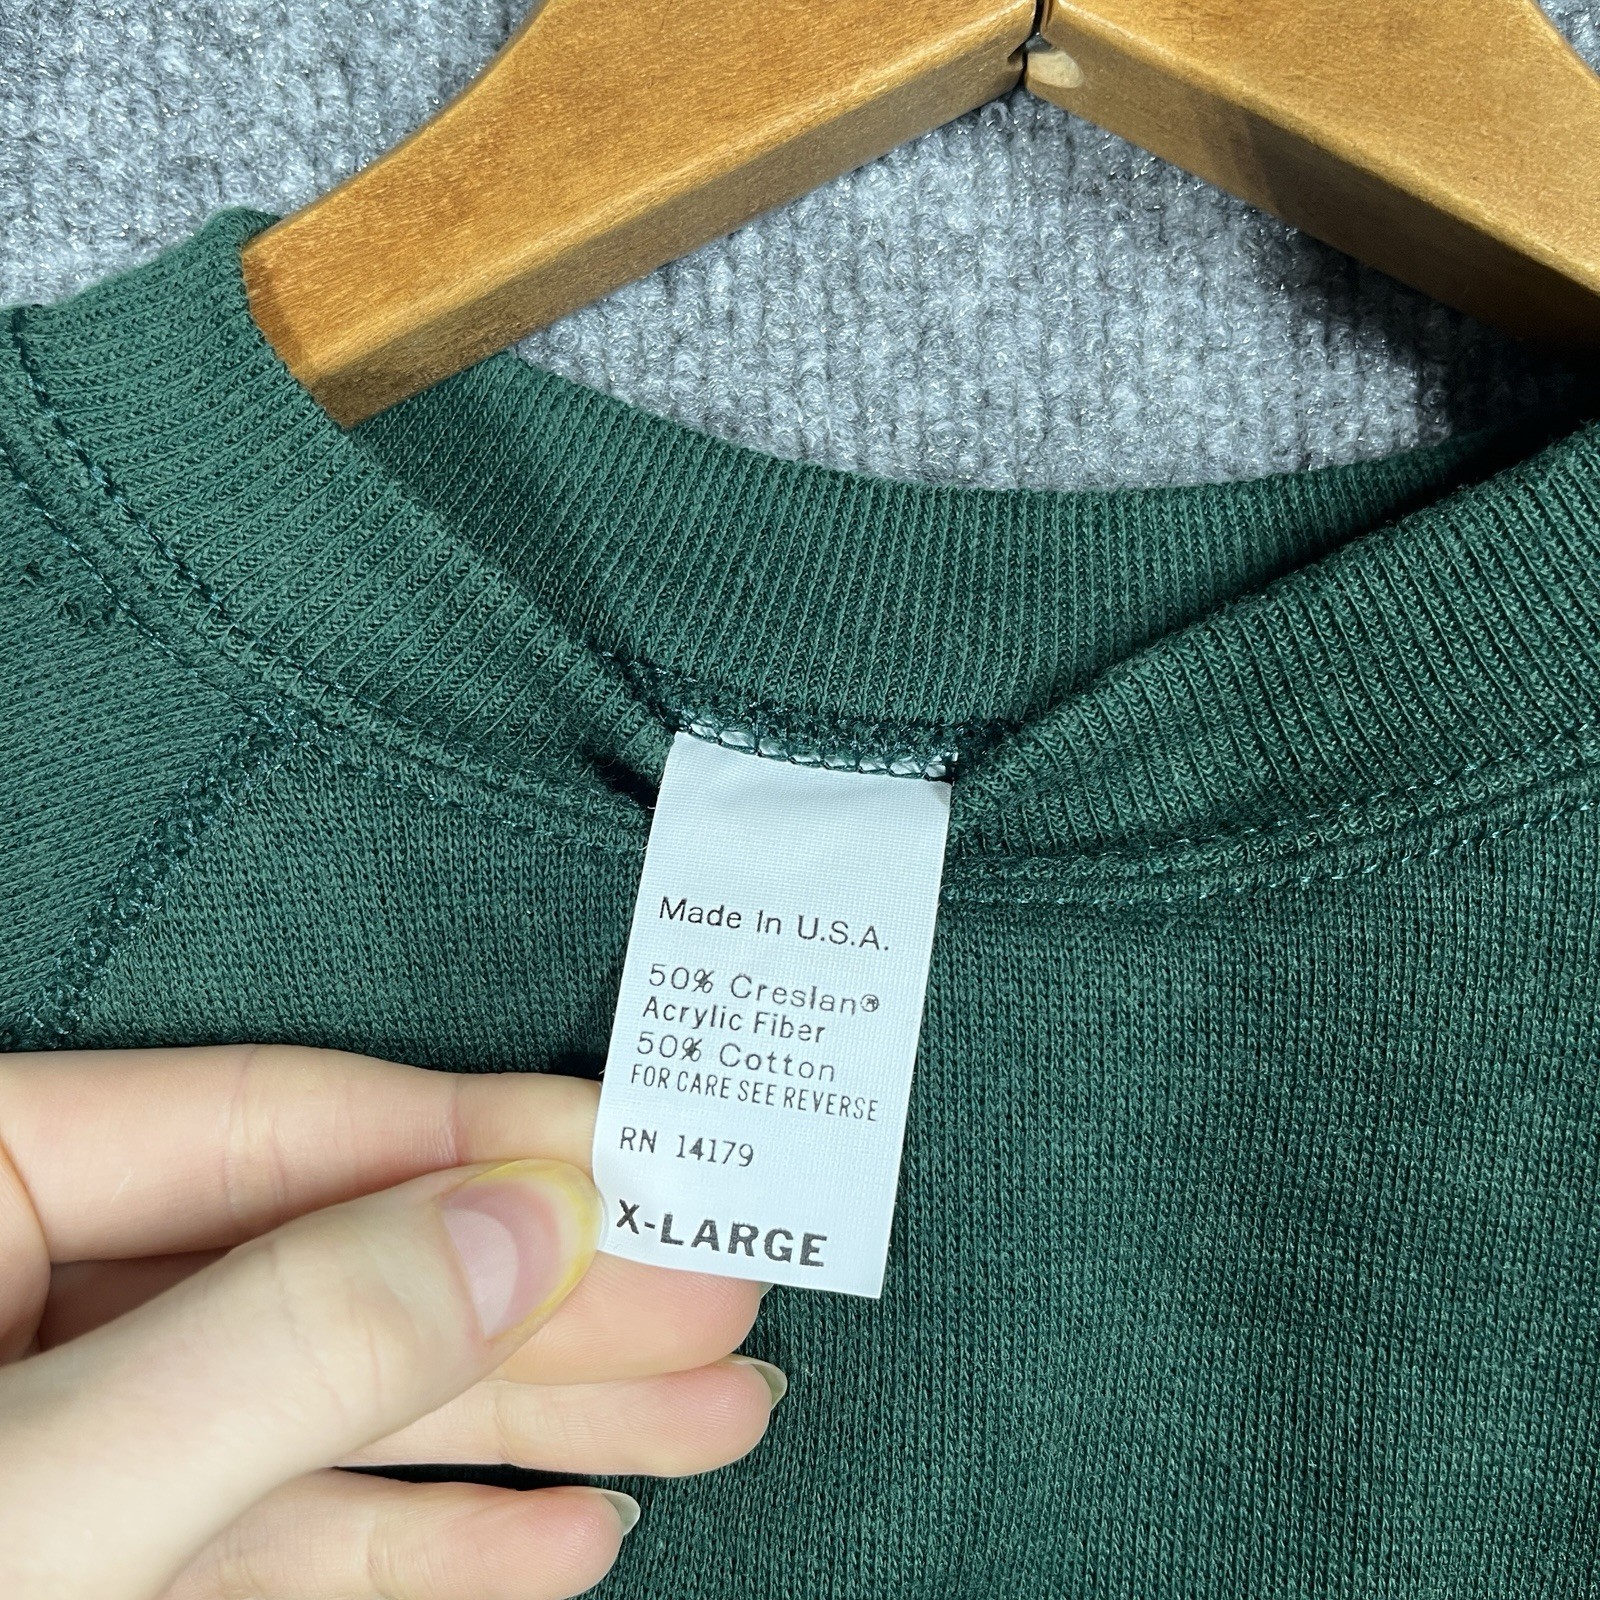 Made In U.S.A.
50% Creslan®
Acrylic Fiber
50% Cotton
FOR CARE SEE REVERSE
RN 14179
X-LARGE